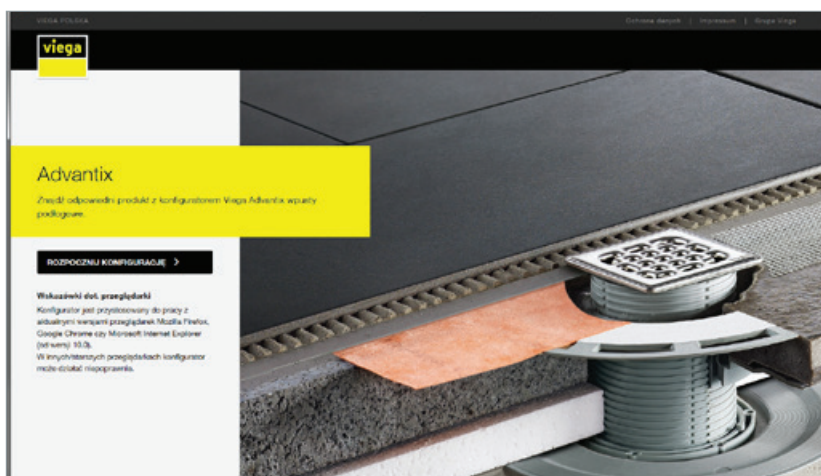 VIEGA POLSKA
Ochrona danych | Impressum | Grupa Viega
viega
Advantix
Znajdź odpowiedni produkt z konfiguratorem Viega Advantix wpusty
podłogowe.
ROZPOCZNIJ KONFIGURACJĘ
Wskazówki dot. przeglądarki
Konfigurator jest przystosowany do pracy z
aktualnymi wersjami przeglądarek Mozilla Firefox,
Google Chrome czy Microsoft Internet Explorer
(od wersji 10.0).
W innych/starszych przeglądarkach konfigurator
może działać niepoprawnie.